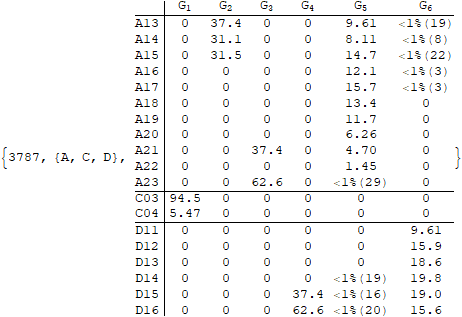 G₁ G₂ G₃ G₄ G₅ G₆
A13 0 37.4 0 0 9.61 <1%(19)
A14 0 31.1 0 0 8.11 <1%(8)
A15 0 31.5 0 0 14.7 <1%(22)
A16 0 0 0 0 12.1 <1%(3)
A17 0 0 0 0 15.7 <1%(3)
A18 0 0 0 0 13.4 0
A19 0 0 0 0 11.7 0
A20 0 0 0 0 6.26 0
{3787, {A, C, D}, A21 0 0 37.4 0 4.70 0 }
A22 0 0 0 0 1.45 0
A23 0 0 62.6 0 <1%(29) 0
C03 94.5 0 0 0 0 0
C04 5.47 0 0 0 0 0
D11 0 0 0 0 0 9.61
D12 0 0 0 0 0 15.9
D13 0 0 0 0 0 18.6
D14 0 0 0 0 <1%(19) 19.8
D15 0 0 0 37.4 <1%(16) 19.0
D16 0 0 0 62.6 <1%(20) 15.6